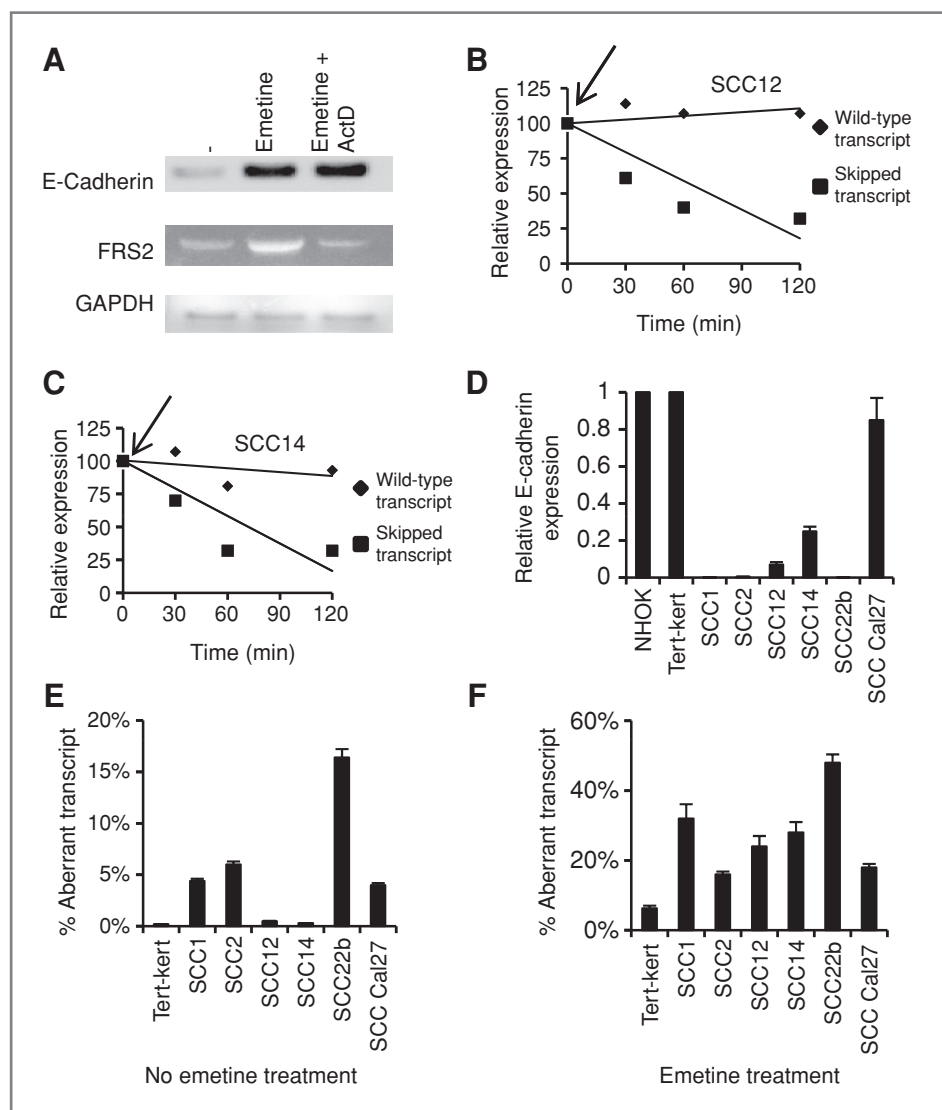 A
-
Emetine
Emetine +
ActD
E-Cadherin
FRS2
GAPDH
B
SCC12
Relative expression
125
100
75
50
25
0
0 30 60 90 120
Time (min)
Wild-type
transcript
Skipped
transcript
C
SCC14
Relative expression
125
100
75
50
25
0
0 30 60 90 120
Time (min)
Wild-type
transcript
Skipped
transcript
D
Relative E-cadherin
expression
1
0.8
0.6
0.4
0.2
0
NHOK
Tert-kert
SCC1
SCC2
SCC12
SCC14
SCC22b
SCC Cal27
E
% Aberrant transcript
20%
15%
10%
5%
0%
Tert-kert
SCC1
SCC2
SCC12
SCC14
SCC22b
SCC Cal27
No emetine treatment
F
% Aberrant transcript
60%
40%
20%
0%
Tert-kert
SCC1
SCC2
SCC12
SCC14
SCC22b
SCC Cal27
Emetine treatment